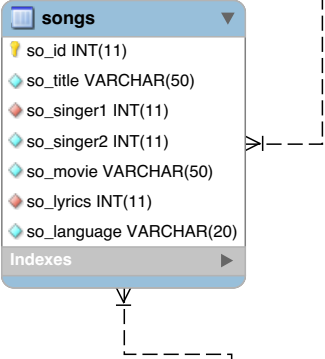 songs
so_id INT(11)
so_title VARCHAR(50)
so_singer1 INT(11)
so_singer2 INT(11)
so_movie VARCHAR(50)
so_lyrics INT(11)
so_language VARCHAR(20)
Indexes